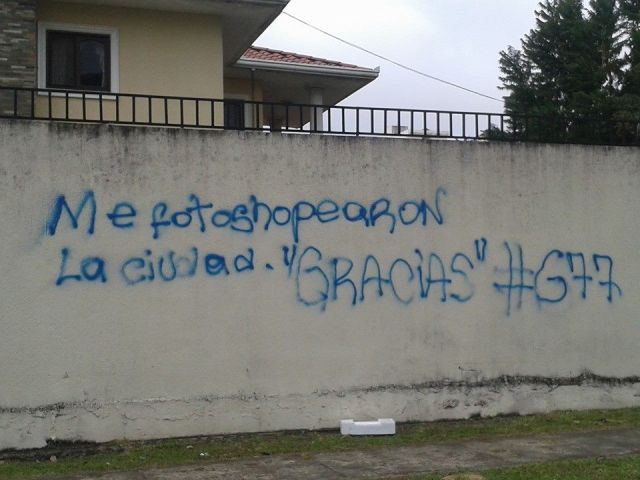 Me fotoshopearon
La ciudad. "GRACiAS" #G77